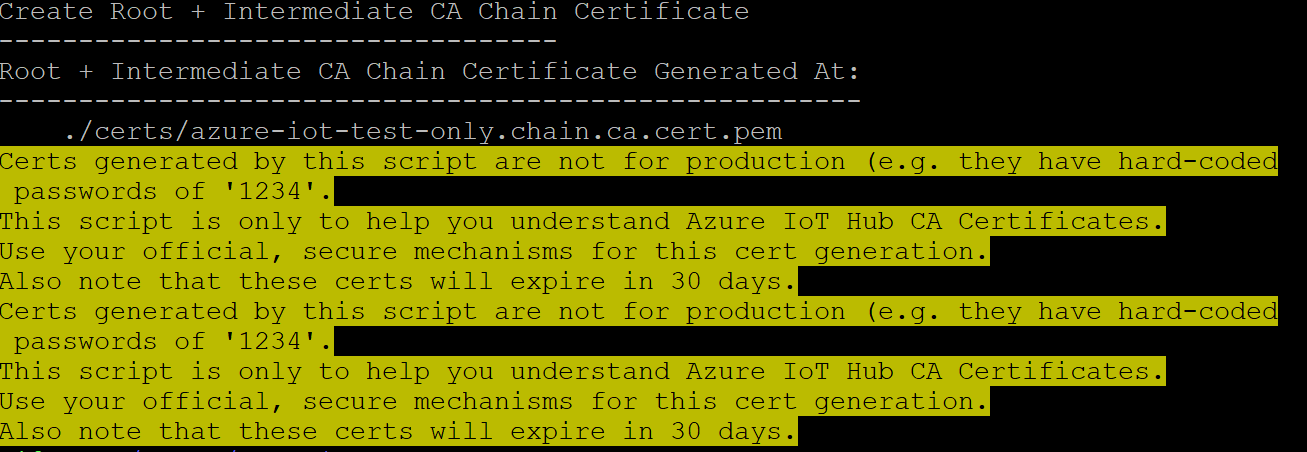 Create Root + Intermediate CA Chain Certificate
-----------------------------------
Root + Intermediate CA Chain Certificate Generated At:
------------------------------------------------------
./certs/azure-iot-test-only.chain.ca.cert.pem
Certs generated by this script are not for production (e.g. they have hard-coded
passwords of '1234'.
This script is only to help you understand Azure IoT Hub CA Certificates.
Use your official, secure mechanisms for this cert generation.
Also note that these certs will expire in 30 days.
Certs generated by this script are not for production (e.g. they have hard-coded
passwords of '1234'.
This script is only to help you understand Azure IoT Hub CA Certificates.
Use your official, secure mechanisms for this cert generation.
Also note that these certs will expire in 30 days.